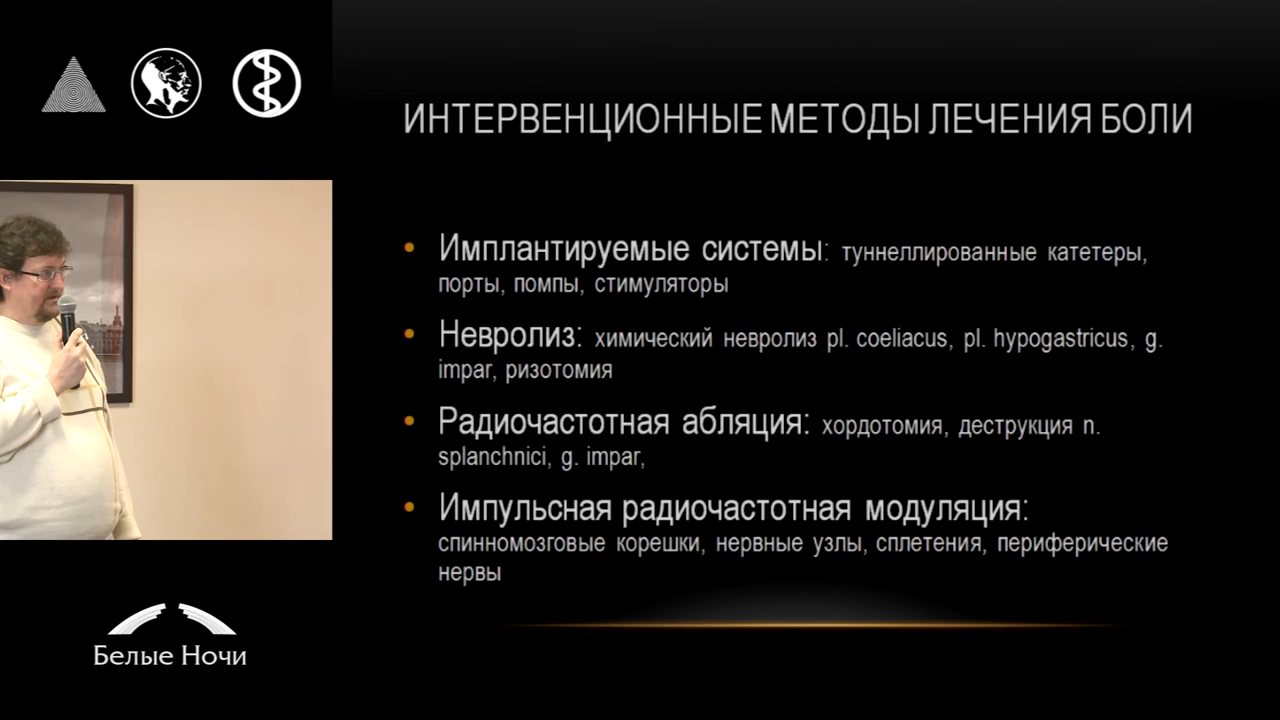 ИНТЕРВЕНЦИОННЫЕ МЕТОДЫ ЛЕЧЕНИЯ БОЛИ
• Имплантируемые системы: туннеллированные катетеры,
порты, помпы, стимуляторы
• Невролиз: химический невролиз pl. coeliacus, pl. hypogastricus, g.
impar, ризотомия
• Радиочастотная абляция: хордотомия, деструкция n.
splanchnici, g. impar,
• Импульсная радиочастотная модуляция:
спинномозговые корешки, нервные узлы, сплетения, периферические
нервы
Белые Ночи